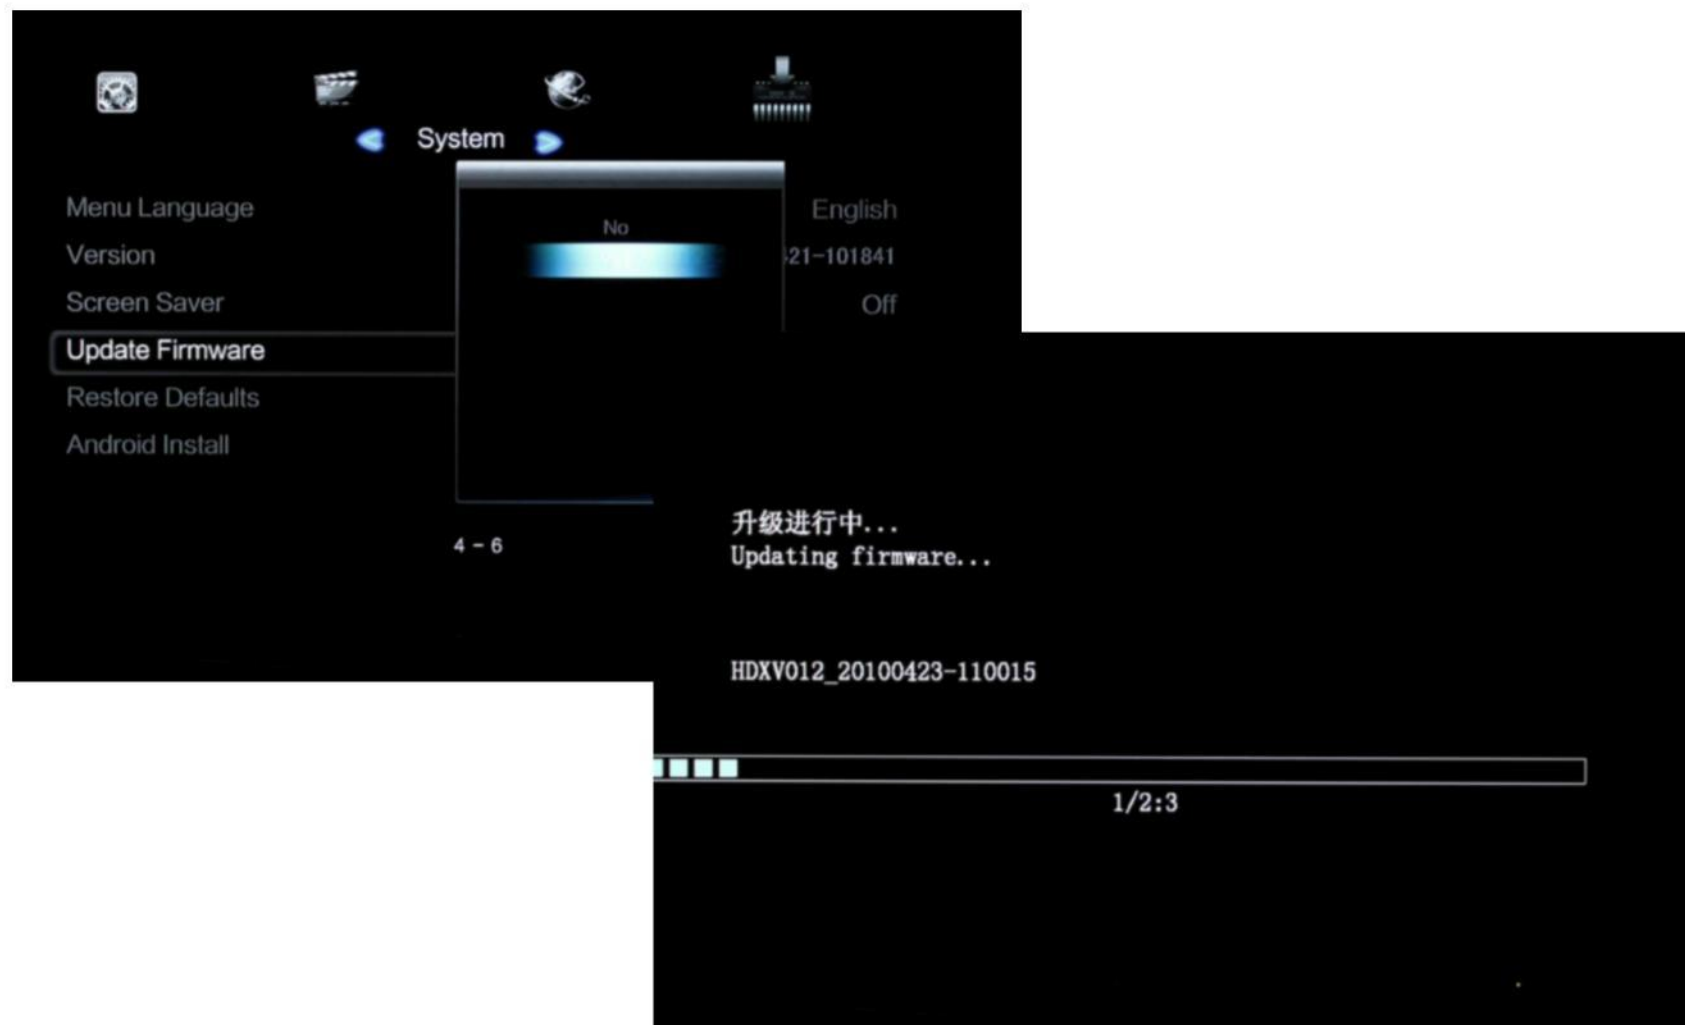 System
Menu Language English
Version 21-101841
Screen Saver Off
Update Firmware
Restore Defaults
Android Install
No
4 - 6
升级进行中...
Updating firmware...
HDXV012_20100423-110015
1/2:3